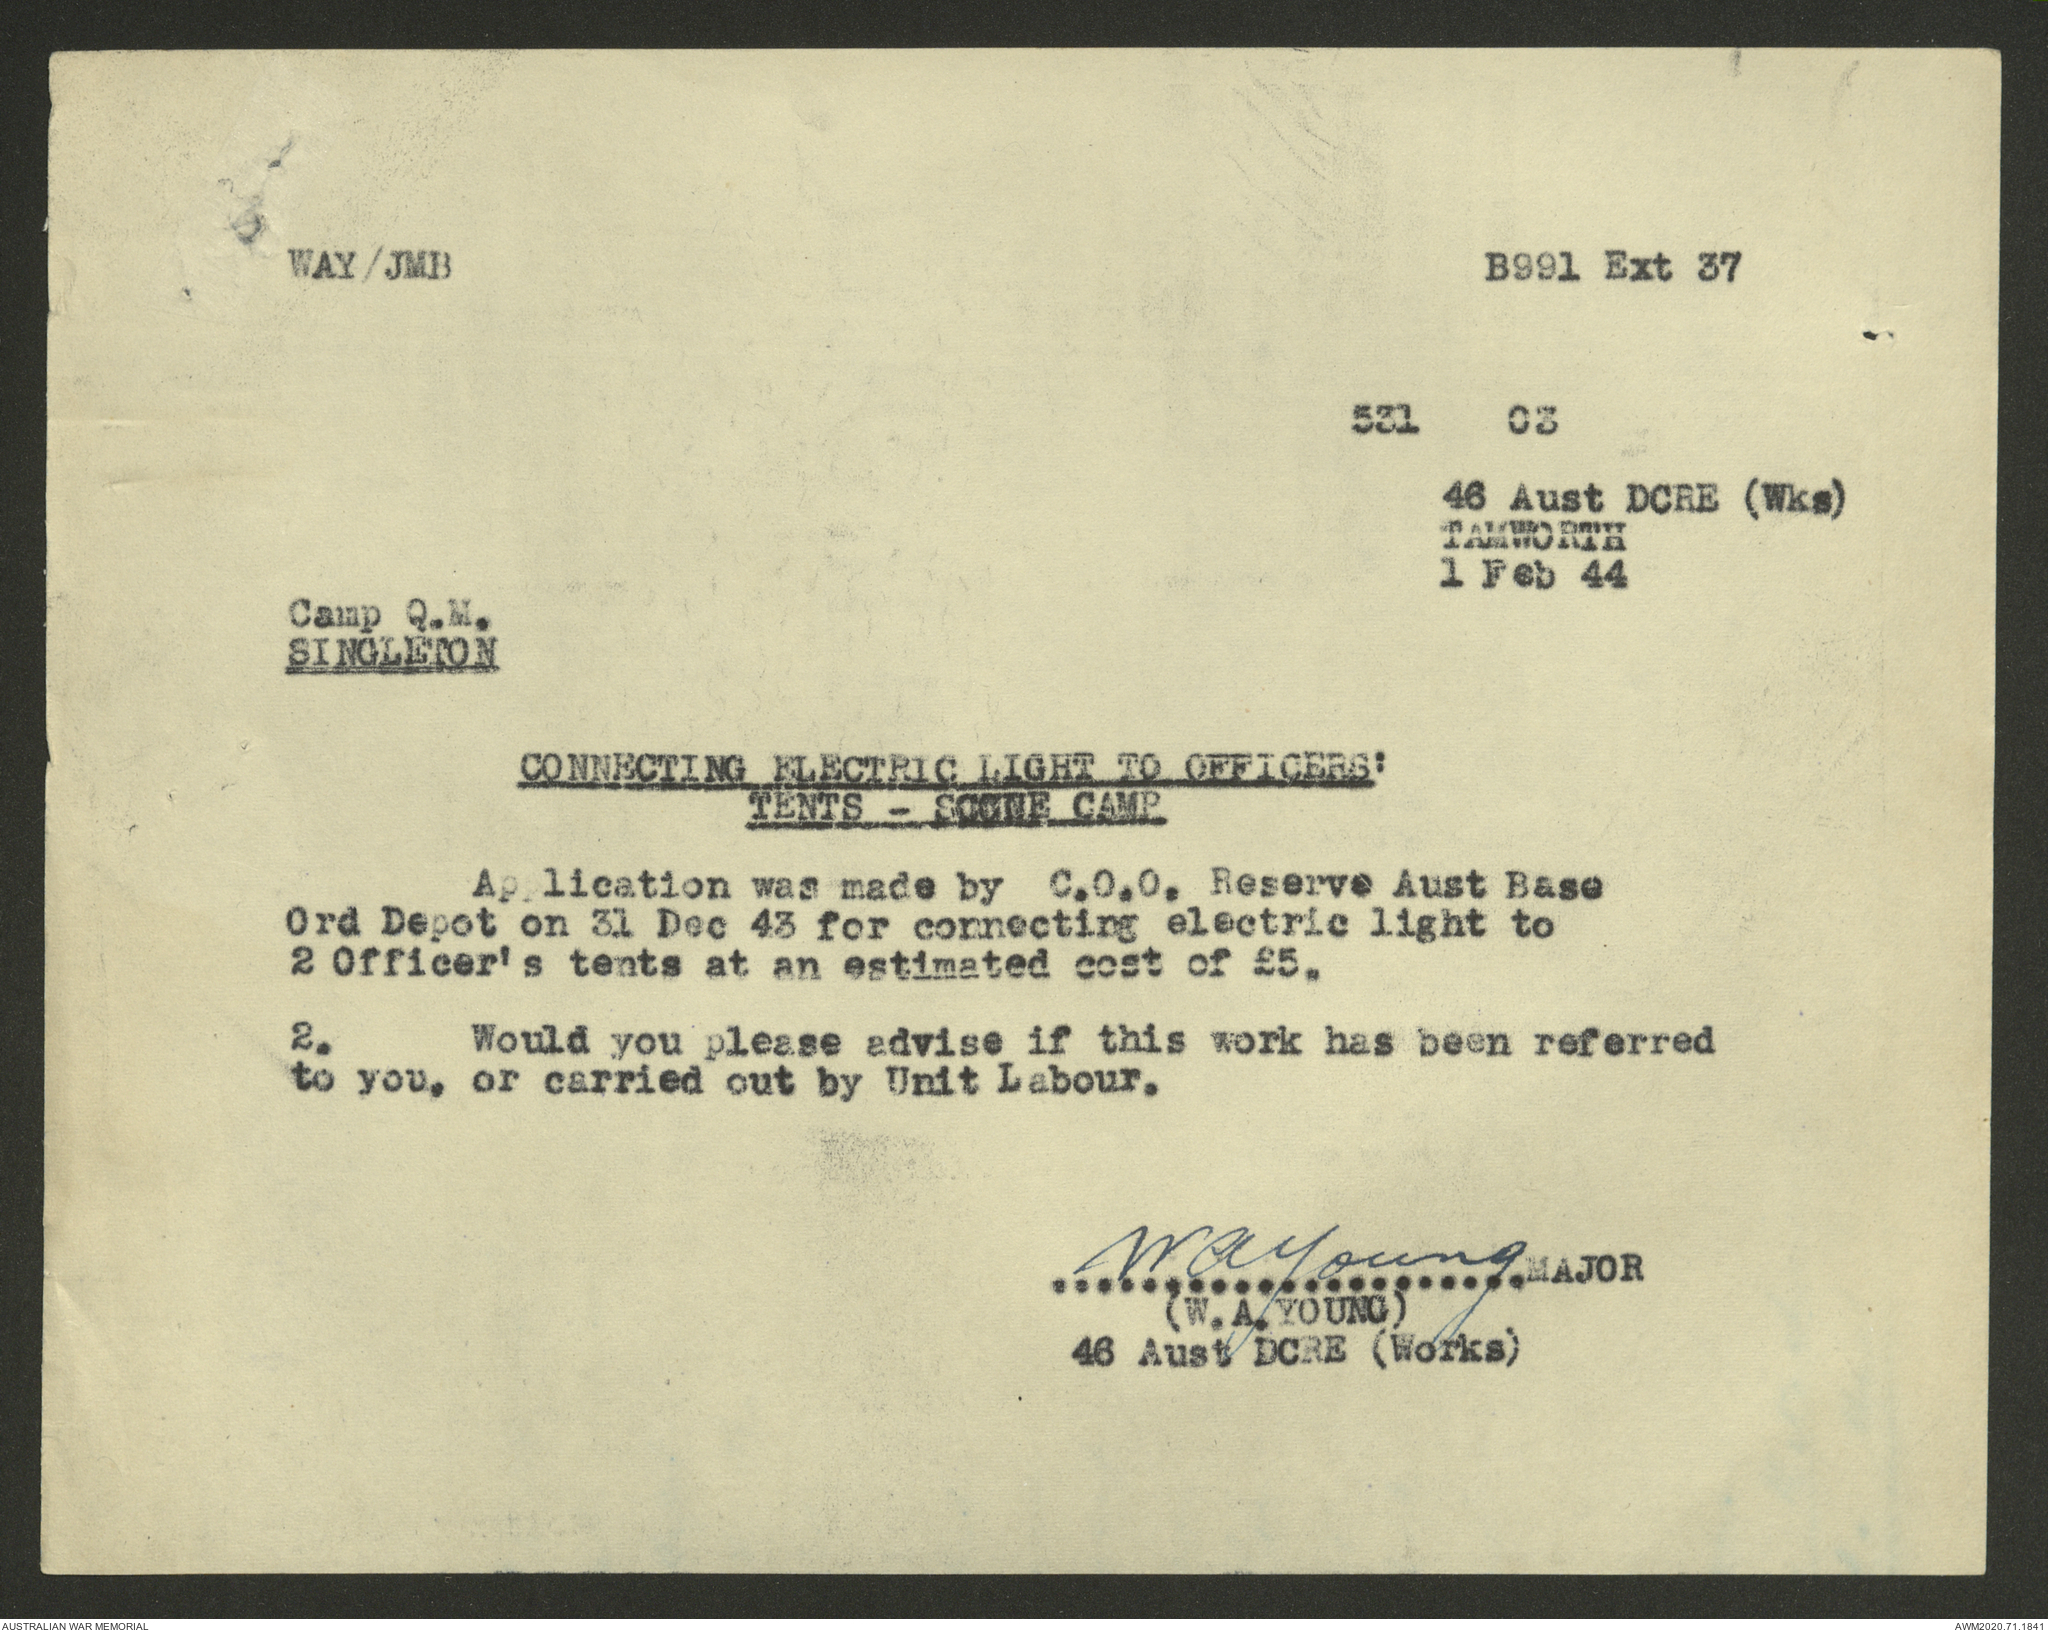 WAY/JMB
B991 Ext 37
531 03
46 Aust DCRE (Wks)
TAMWORTH
1 Feb 44
Camp Q.M.
SINGLETON
CONNECTING ELECTRIC LIGHT TO OFFICERS'
TENTS - SCONE CAMP
Application was made by C.O.O. Reserve Aust Base
Ord Depot on 31 Dec 43 for connecting electric light to
2 Officer's tents at an estimated cost of £5.
2. Would you please advise if this work has been referred
to you, or carried out by Unit Labour.
W A Young
........................MAJOR
(W.A.YOUNG)
46 Aust DCRE (Works)
AUSTRALIAN WAR MEMORIAL
AWM2020.71.1841